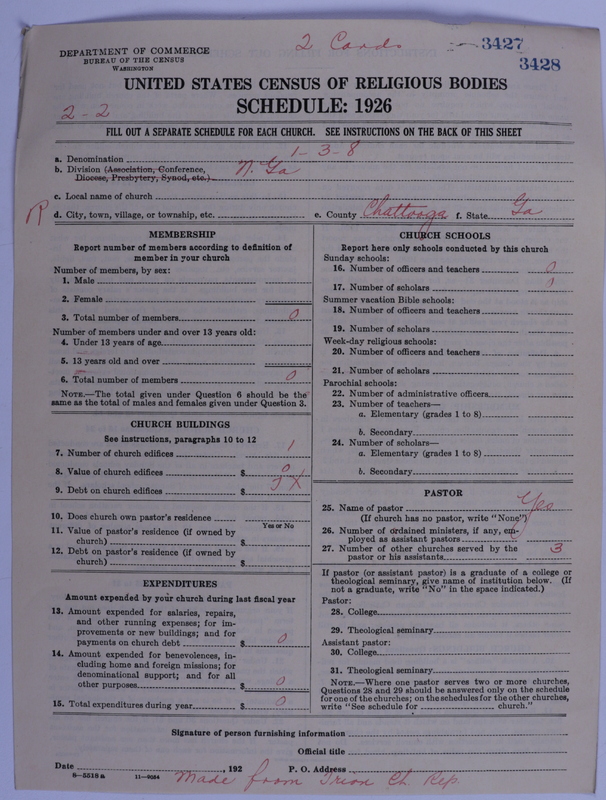 2 Cards
3427
3428
DEPARTMENT OF COMMERCE
BUREAU OF THE CENSUS
WASHINGTON
UNITED STATES CENSUS OF RELIGIOUS BODIES
2-2
SCHEDULE: 1926
FILL OUT A SEPARATE SCHEDULE FOR EACH CHURCH. SEE INSTRUCTIONS ON THE BACK OF THIS SHEET
a. Denomination 1-3-8
b. Division (Association, Conference, N. Ga
Diocese, Presbytery, Synod, etc.)
c. Local name of church
R d. City, town, village, or township, etc. e. County Chattooga f. State Ga
MEMBERSHIP
Report number of members according to definition of
member in your church
Number of members, by sex:
1. Male
2. Female
3. Total number of members 0
Number of members under and over 13 years old:
4. Under 13 years of age
5. 13 years old and over
6. Total number of members 0
NOTE.—The total given under Question 6 should be the
same as the total of males and females given under Question 3.
CHURCH BUILDINGS
See instructions, paragraphs 10 to 12
7. Number of church edifices 1
8. Value of church edifices $ 0
9. Debt on church edifices $
10. Does church own pastor's residence
Yes or No
11. Value of pastor's residence (if owned by
church) $
12. Debt on pastor's residence (if owned by
church) $
EXPENDITURES
Amount expended by your church during last fiscal year
13. Amount expended for salaries, repairs,
and other running expenses; for im-
provements or new buildings; and for
payments on church debt $ 0
14. Amount expended for benevolences, in-
cluding home and foreign missions; for
denominational support; and for all
other purposes $ 0
15. Total expenditures during year $ 0
CHURCH SCHOOLS
Report here only schools conducted by this church
Sunday schools:
16. Number of officers and teachers 0
17. Number of scholars 0
Summer vacation Bible schools:
18. Number of officers and teachers
19. Number of scholars
Week-day religious schools:
20. Number of officers and teachers
21. Number of scholars
Parochial schools:
22. Number of administrative officers
23. Number of teachers—
a. Elementary (grades 1 to 8)
b. Secondary
24. Number of scholars—
a. Elementary (grades 1 to 8)
b. Secondary
PASTOR
25. Name of pastor Yes
(If church has no pastor, write "None")
26. Number of ordained ministers, if any, em-
ployed as assistant pastors
27. Number of other churches served by the
pastor or his assistants 3
If pastor (or assistant pastor) is a graduate of a college or
theological seminary, give name of institution below. (If
not a graduate, write "No" in the space indicated.)
Pastor:
28. College
29. Theological seminary
Assistant pastor:
30. College
31. Theological seminary
NOTE.—Where one pastor serves two or more churches,
Questions 28 and 29 should be answered only on the schedule
for one of the churches; on the schedules for the other churches,
write "See schedule for church."
Signature of person furnishing information
Official title
Date , 192 P. O. Address
8—5518a 11—9024 Made from Trion Ch. Rep.